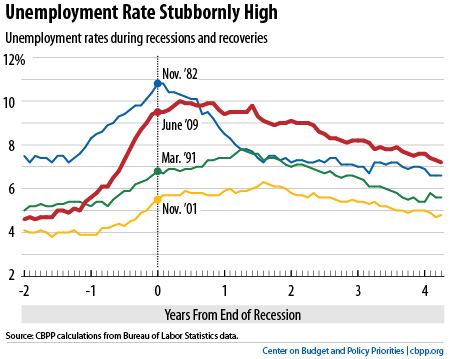 Unemployment Rate Stubbornly High
Unemployment rates during recessions and recoveries
12%
Nov. '82
10
June '09
8
Mar. '91
6
Nov. '01
4
2
-2 -1 0 1 2 3 4
Years From End of Recession
Source: CBPP calculations from Bureau of Labor Statistics data.
Center on Budget and Policy Priorities | cbpp.org